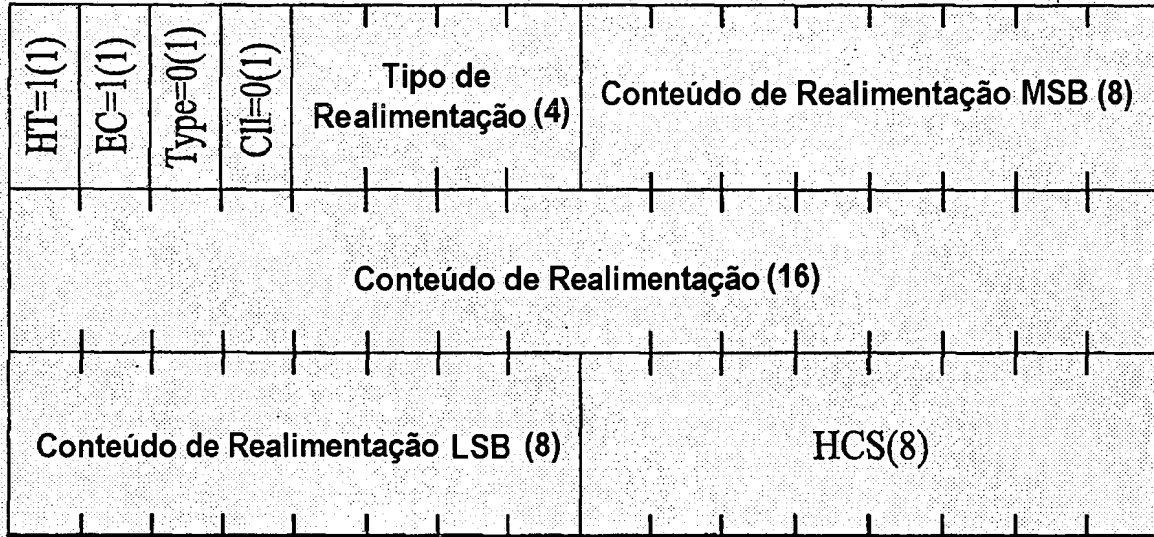 HT=1(1)
EC=1(1)
Type=0(1)
CII=0(1)
Tipo de
Realimentação (4)
Conteúdo de Realimentação MSB (8)
Conteúdo de Realimentação (16)
Conteúdo de Realimentação LSB (8)
HCS(8)